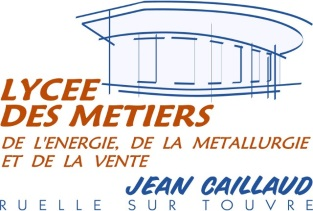 LYCEE
DES METIERS
DE L'ENERGIE, DE LA METALLURGIE
ET DE LA VENTE
JEAN CAILLAUD
RUELLE SUR TOUVRE